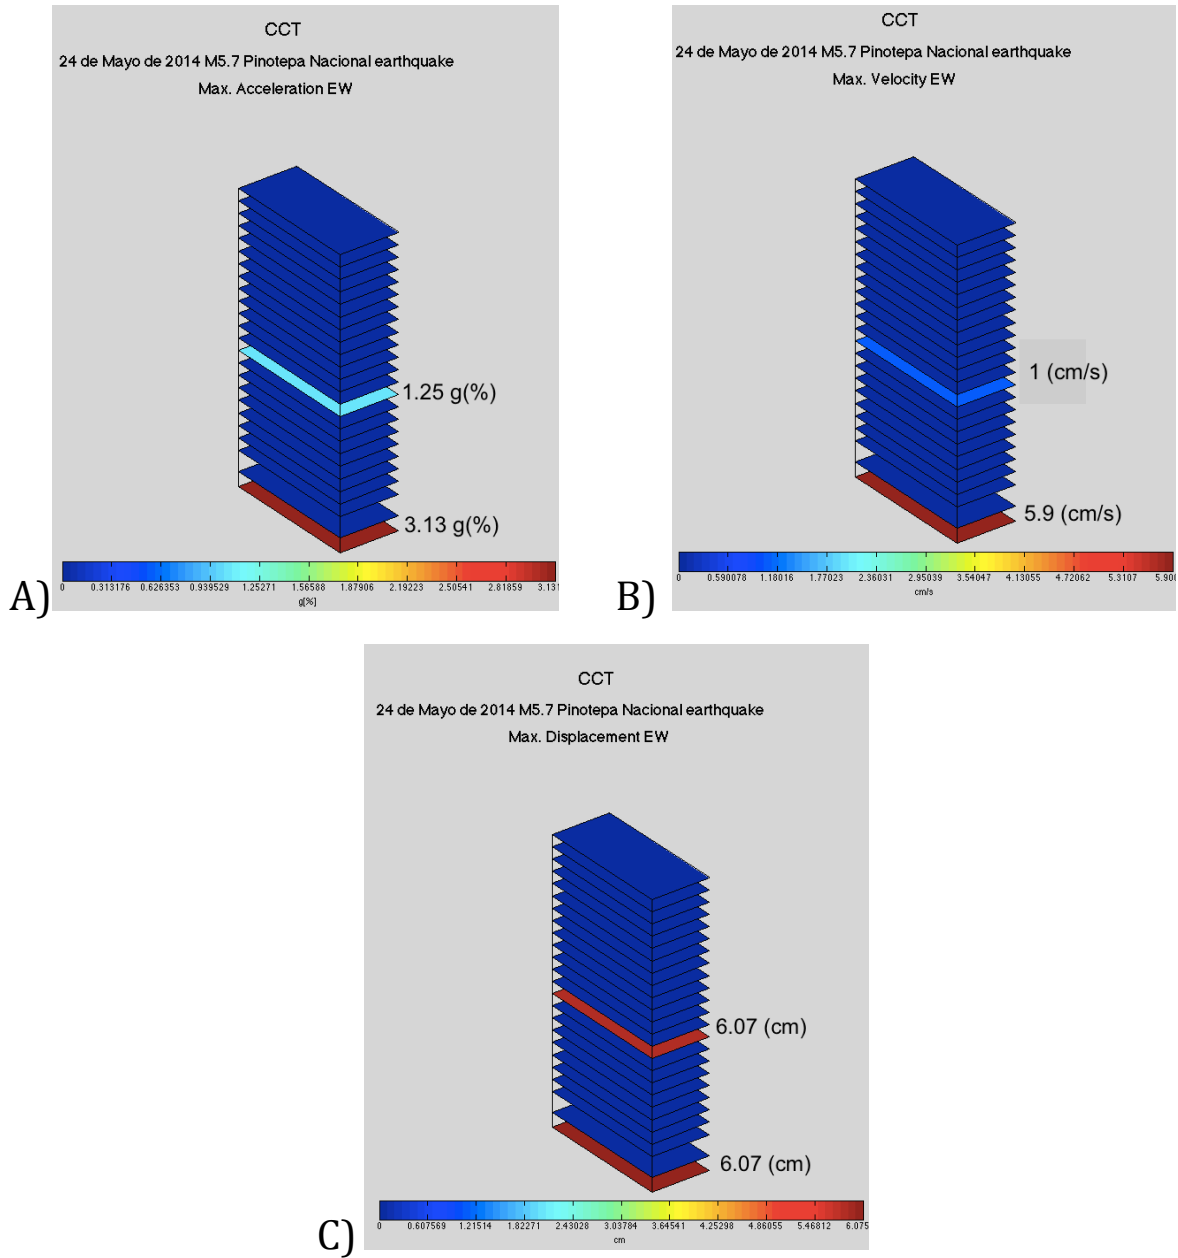 CCT
24 de Mayo de 2014 M5.7 Pinotepa Nacional earthquake
Max. Acceleration EW
1.25 g(%)
3.13 g(%)
0 0.313176 0.626353 0.939529 1.25271 1.56588 1.87906 2.19223 2.50541 2.81859 3.131
g[%]
A)
CCT
24 de Mayo de 2014 M5.7 Pinotepa Nacional earthquake
Max. Velocity EW
1 (cm/s)
5.9 (cm/s)
0 0.590078 1.18016 1.77023 2.36031 2.95039 3.54047 4.13055 4.72062 5.3107 5.900
cm/s
B)
CCT
24 de Mayo de 2014 M5.7 Pinotepa Nacional earthquake
Max. Displacement EW
6.07 (cm)
6.07 (cm)
0 0.607569 1.21514 1.82271 2.43028 3.03784 3.64541 4.25298 4.86055 5.46812 6.075
cm
C)